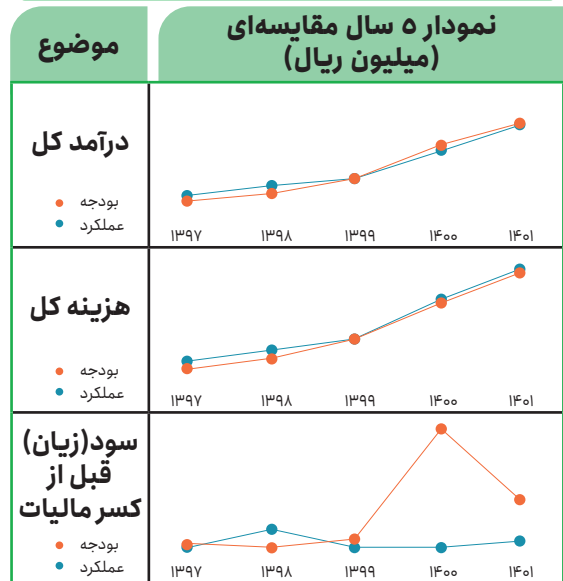 موضوع
نمودار ۵ سال مقایسه‌ای
(میلیون ریال)
درآمد کل
بودجه
عملکرد
۱۳۹۷ ۱۳۹۸ ۱۳۹۹ ۱۴۰۰ ۱۴۰۱
هزینه کل
بودجه
عملکرد
۱۳۹۷ ۱۳۹۸ ۱۳۹۹ ۱۴۰۰ ۱۴۰۱
سود(زیان)
قبل از
کسر مالیات
بودجه
عملکرد
۱۳۹۷ ۱۳۹۸ ۱۳۹۹ ۱۴۰۰ ۱۴۰۱